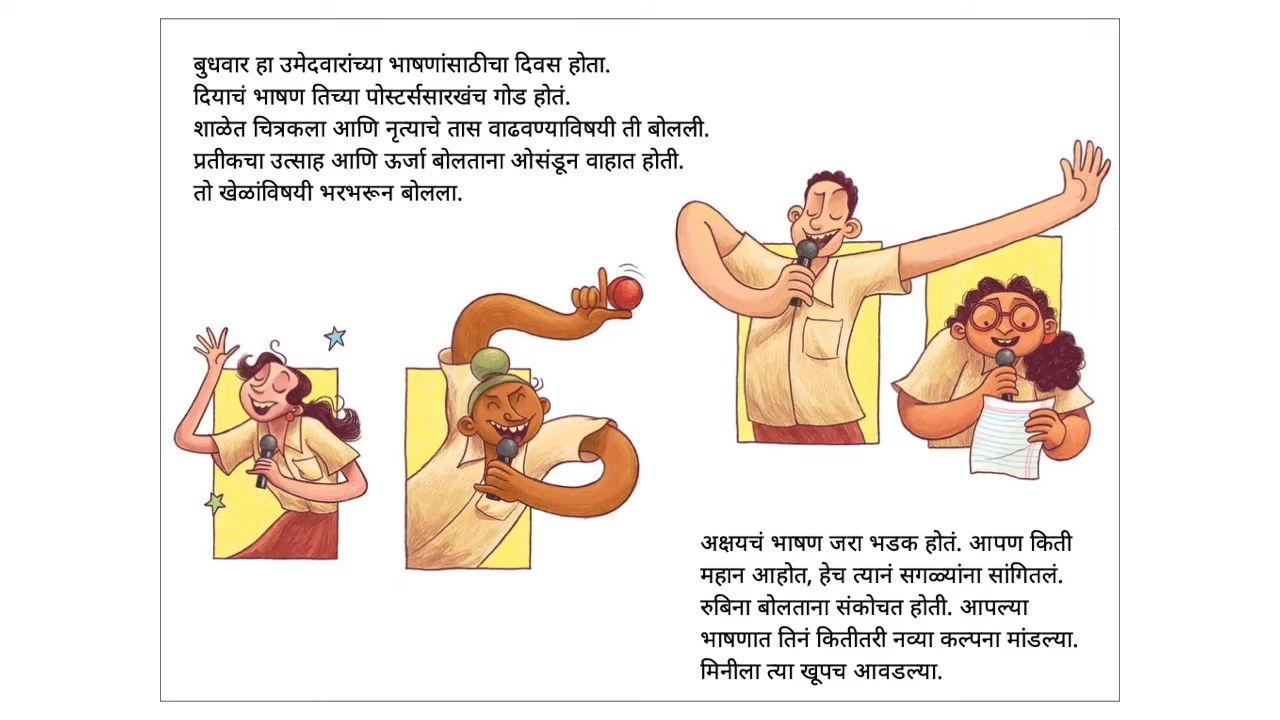 बुधवार हा उमेदवारांच्या भाषणांसाठीचा दिवस होता.
दियाचं भाषण तिच्या पोस्टर्ससारखंच गोड होतं.
शाळेत चित्रकला आणि नृत्याचे तास वाढवण्याविषयी ती बोलली.
प्रतीकचा उत्साह आणि ऊर्जा बोलताना ओसंडून वाहात होती.
तो खेळांविषयी भरभरून बोलला.
अक्षयचं भाषण जरा भडक होतं. आपण किती
महान आहोत, हेच त्यानं सगळ्यांना सांगितलं.
रुबिना बोलताना संकोचत होती. आपल्या
भाषणात तिनं कितीतरी नव्या कल्पना मांडल्या.
मिनीला त्या खूपच आवडल्या.